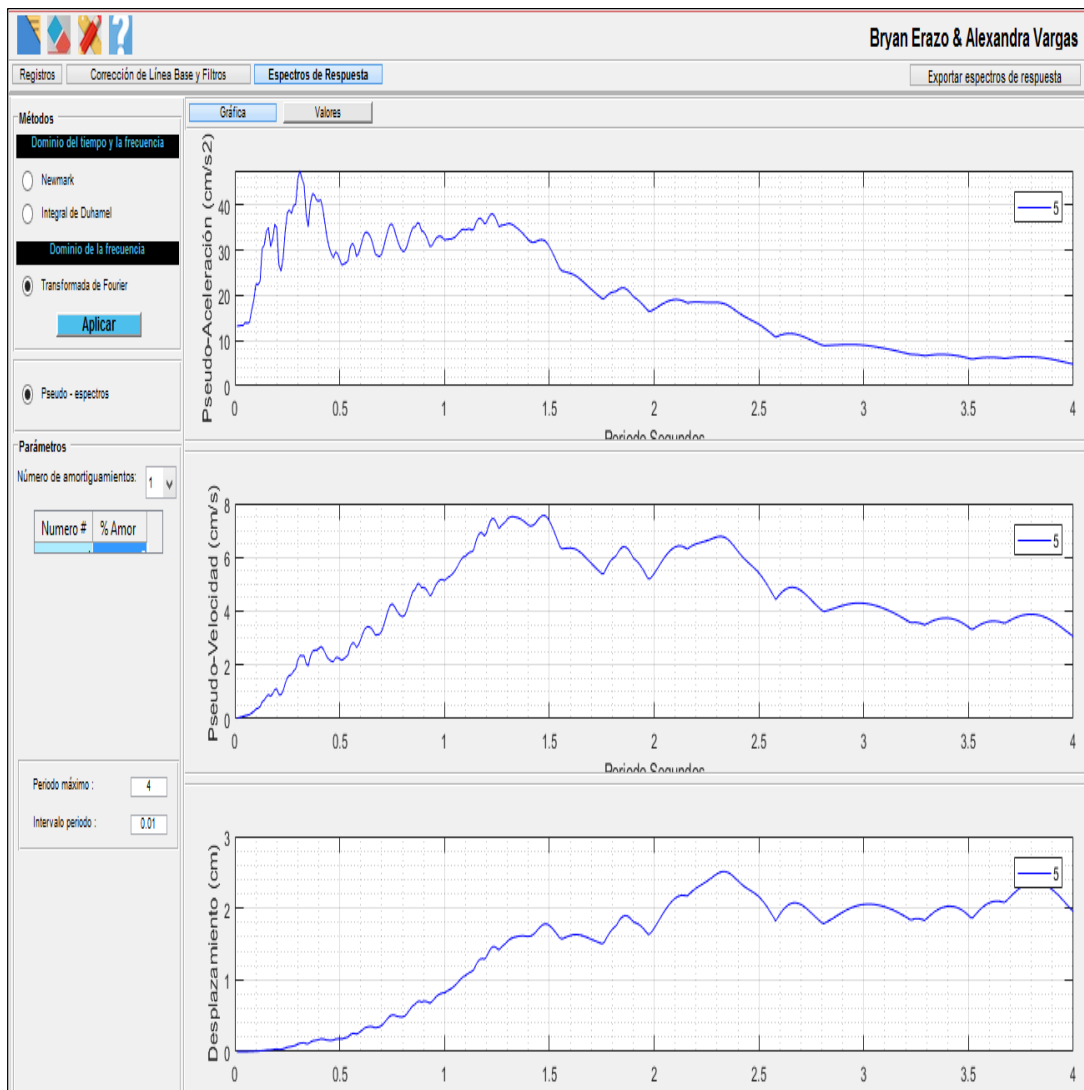 Bryan Erazo & Alexandra Vargas
Registros
Corrección de Línea Base y Filtros
Espectros de Respuesta
Exportar espectros de respuesta
Métodos
Dominio del tiempo y la frecuencia
Newmark
Integral de Duhamel
Dominio de la frecuencia
Transformada de Fourier
Aplicar
Pseudo - espectros
Parámetros
Número de amortiguamientos:
1
Numero #
% Amor
Periodo máximo :
4
Intervalo periodo :
0.01
Gráfica
Valores
Pseudo-Aceleración (cm/s2)
40
30
20
10
0
0 0.5 1 1.5 2 2.5 3 3.5 4
Periodo Segundos
5
Pseudo-Velocidad (cm/s)
8
6
4
2
0
0 0.5 1 1.5 2 2.5 3 3.5 4
Periodo Segundos
5
Desplazamiento (cm)
3
2
1
0
0 0.5 1 1.5 2 2.5 3 3.5 4
5